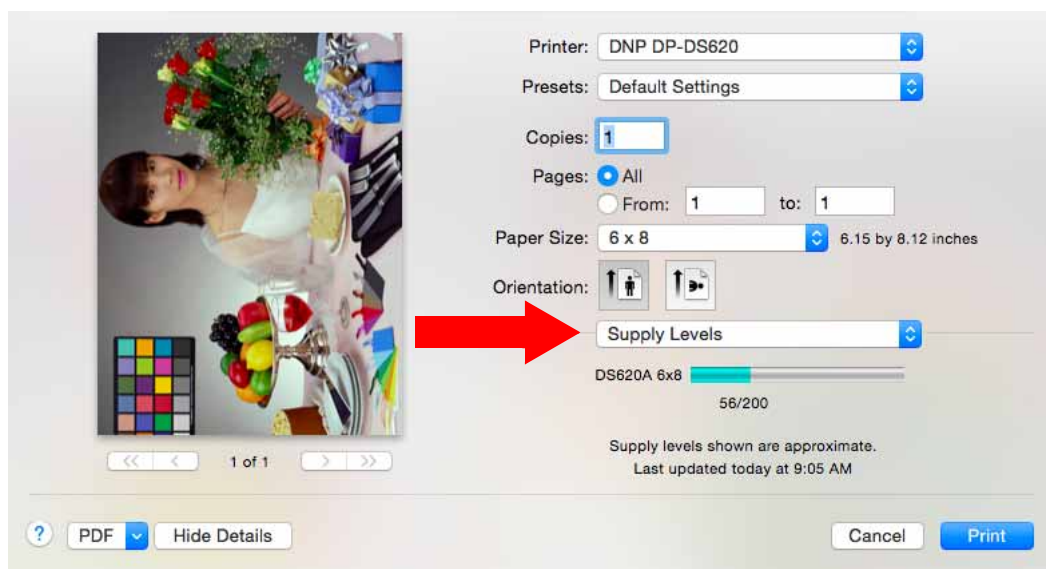 Printer: DNP DP-DS620
Presets: Default Settings
Copies: 1
Pages: All
From: 1 to: 1
Paper Size: 6 x 8 6.15 by 8.12 inches
Orientation:
Supply Levels
DS620A 6x8
56/200
Supply levels shown are approximate.
Last updated today at 9:05 AM
<< < 1 of 1 > >>
? PDF Hide Details Cancel Print